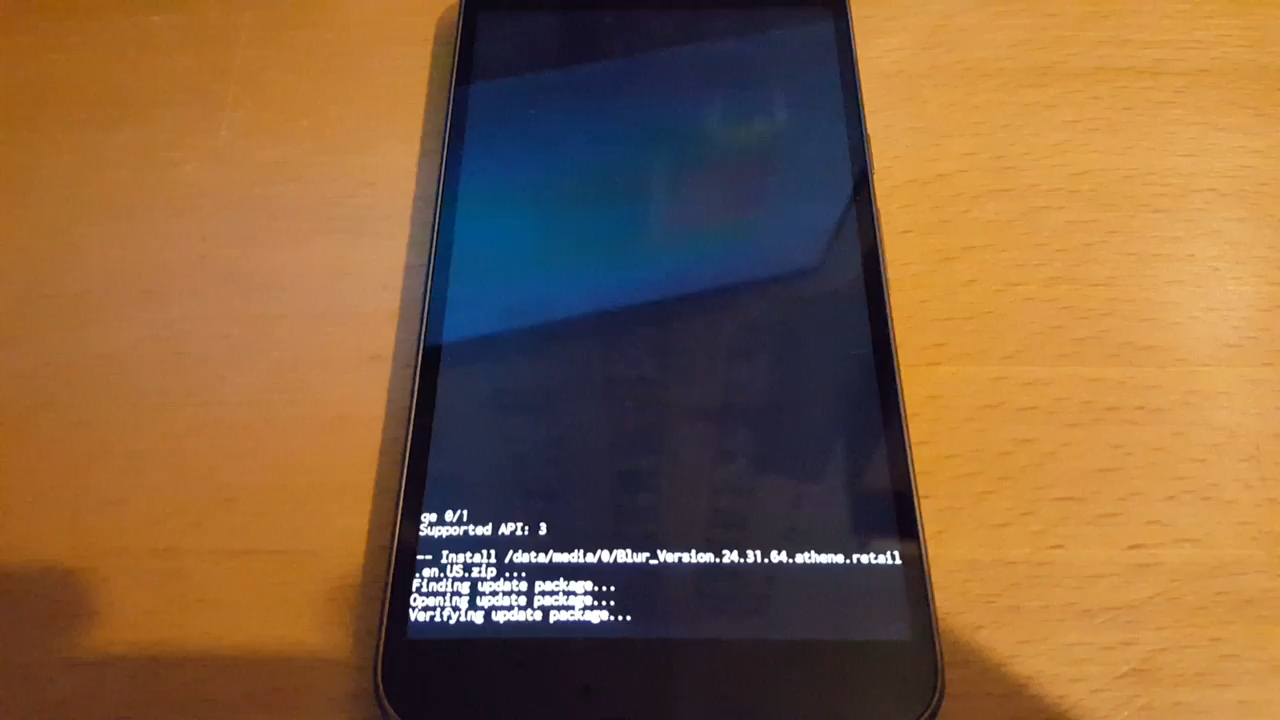 ge 0/1
Supported API: 3
-- Install /data/media/0/Blur_Version.24.31.64.athene.retail
.en.US.zip ...
Finding update package...
Opening update package...
Verifying update package...